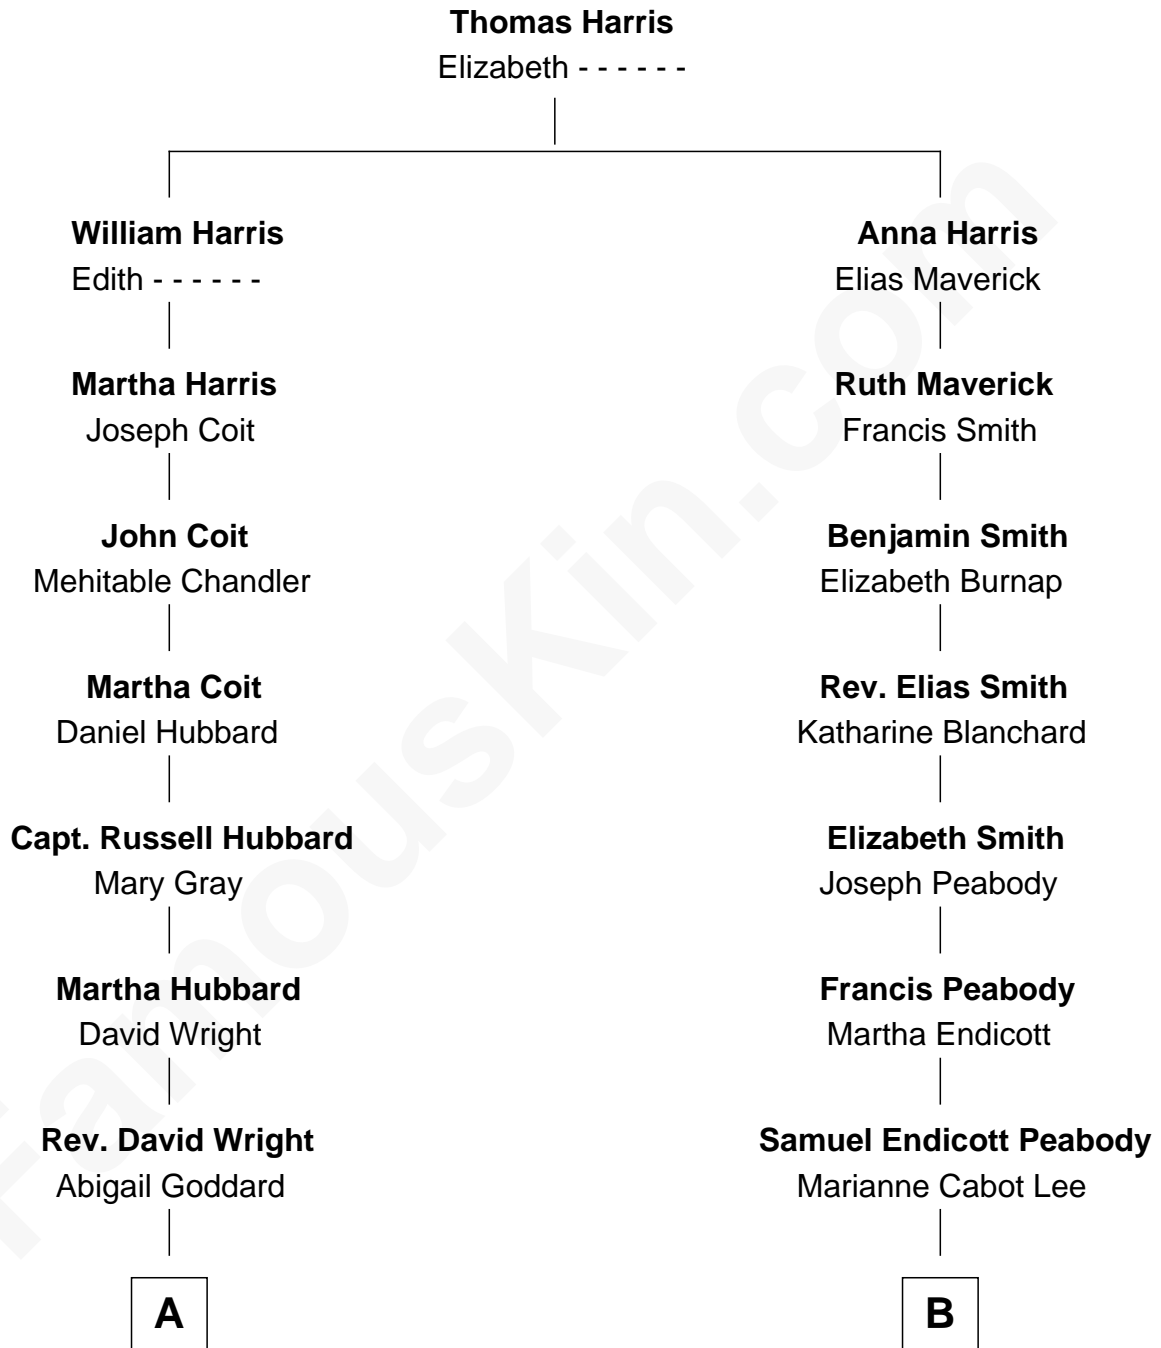 Thomas Harris
Elizabeth - - - - - -
William Harris
Edith - - - - - -
Anna Harris
Elias Maverick
Martha Harris
Joseph Coit
Ruth Maverick
Francis Smith
John Coit
Mehitable Chandler
Benjamin Smith
Elizabeth Burnap
Martha Coit
Daniel Hubbard
Rev. Elias Smith
Katharine Blanchard
Capt. Russell Hubbard
Mary Gray
Elizabeth Smith
Joseph Peabody
Martha Hubbard
David Wright
Francis Peabody
Martha Endicott
Rev. David Wright
Abigail Goddard
Samuel Endicott Peabody
Marianne Cabot Lee
A
B
FamousKin.com